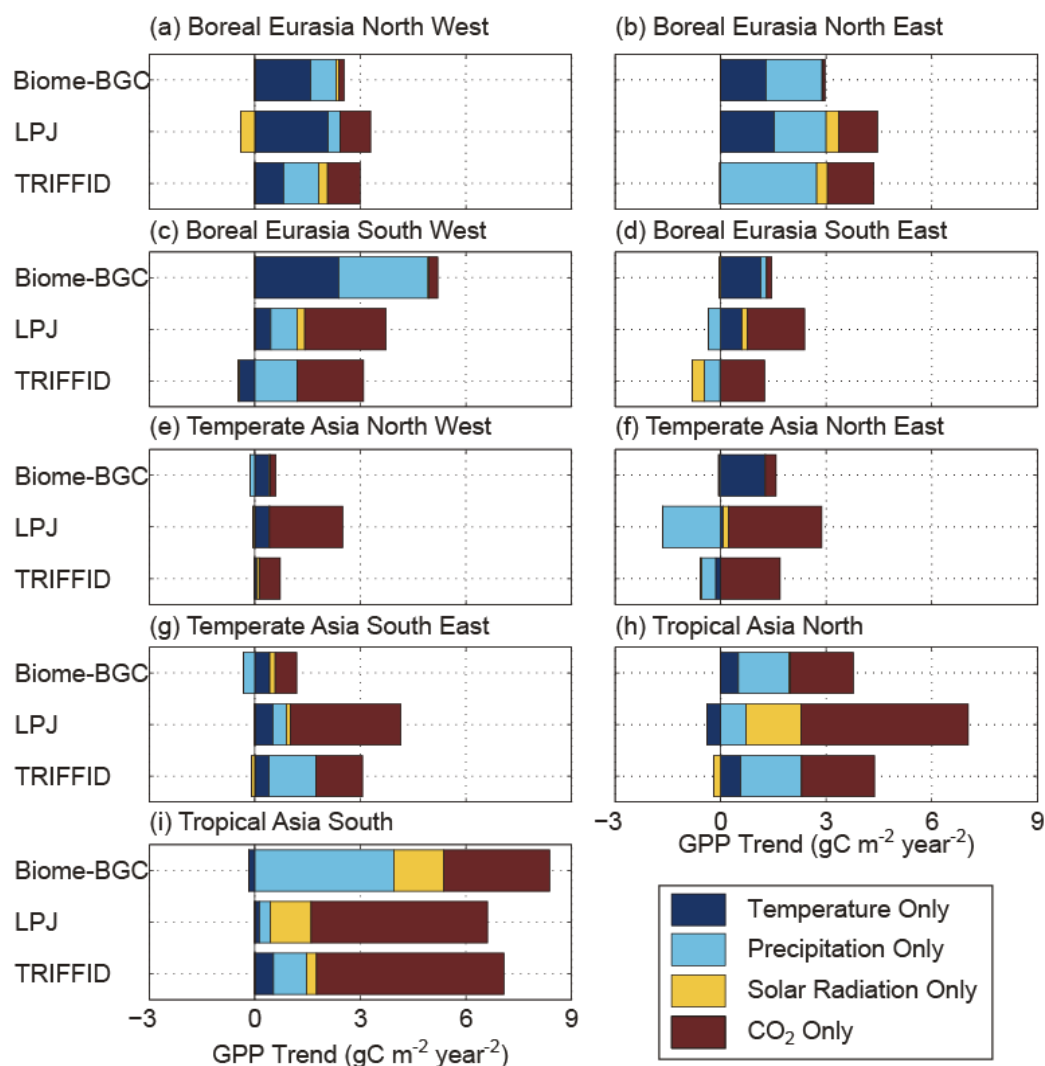 (a) Boreal Eurasia North West
(b) Boreal Eurasia North East
Biome-BGC
LPJ
TRIFFID
(c) Boreal Eurasia South West
(d) Boreal Eurasia South East
Biome-BGC
LPJ
TRIFFID
(e) Temperate Asia North West
(f) Temperate Asia North East
Biome-BGC
LPJ
TRIFFID
(g) Temperate Asia South East
(h) Tropical Asia North
Biome-BGC
LPJ
TRIFFID
−3 0 3 6 9
GPP Trend (gC m⁻² year⁻²)
(i) Tropical Asia South
Biome-BGC
LPJ
TRIFFID
−3 0 3 6 9
GPP Trend (gC m⁻² year⁻²)
Temperature Only
Precipitation Only
Solar Radiation Only
CO₂ Only